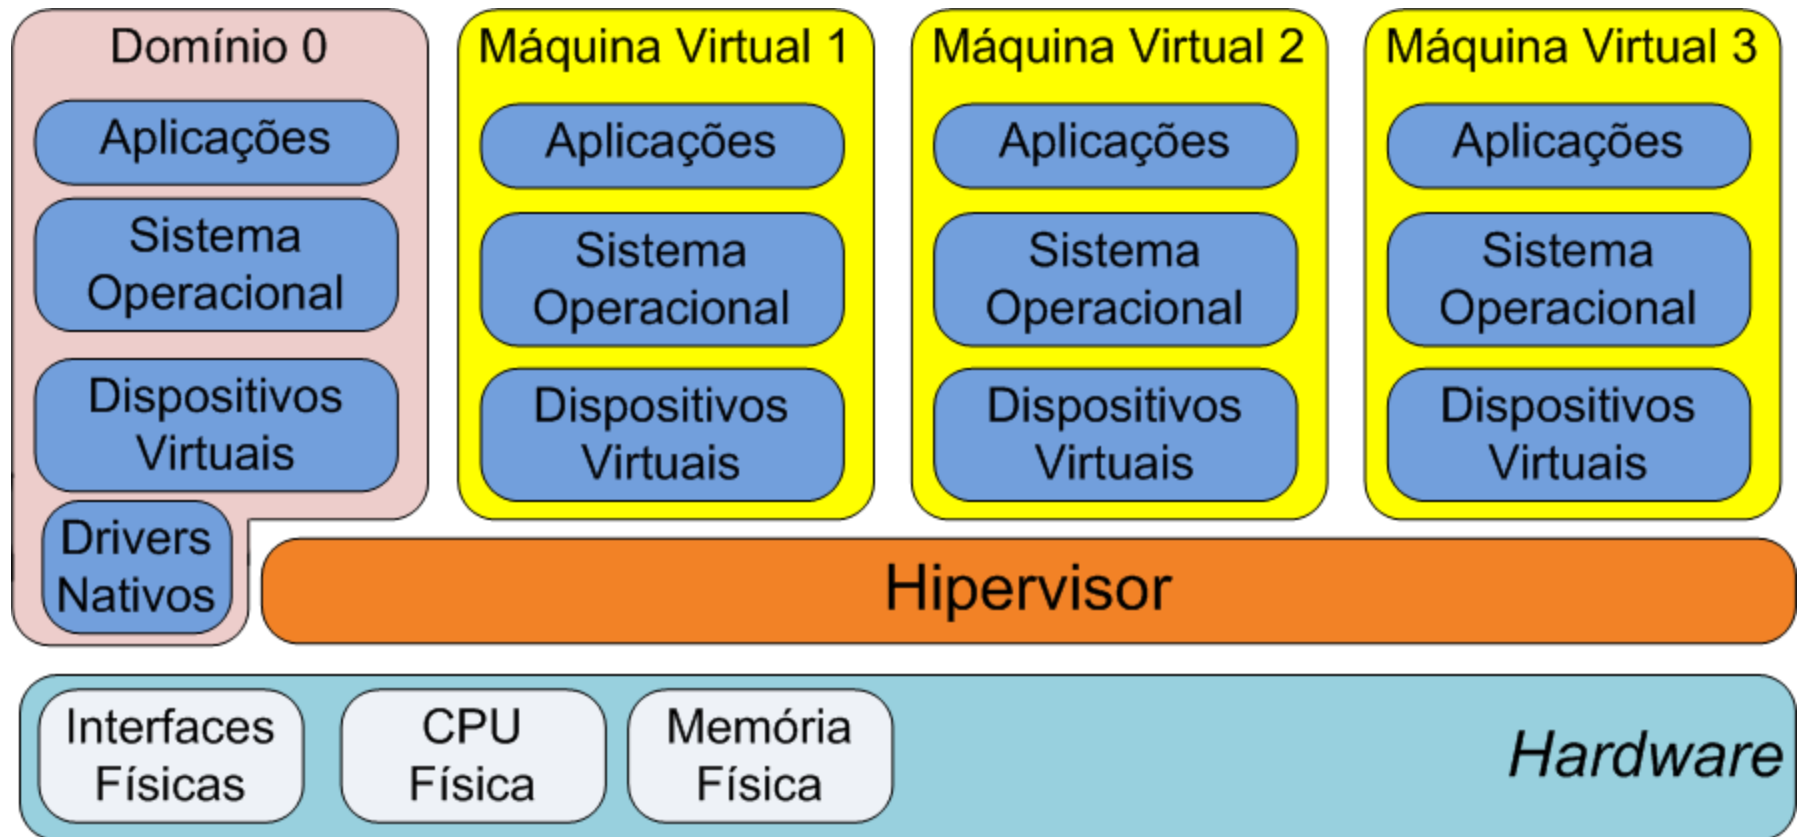 Domínio 0
Aplicações
Sistema
Operacional
Dispositivos
Virtuais
Drivers
Nativos
Máquina Virtual 1
Aplicações
Sistema
Operacional
Dispositivos
Virtuais
Máquina Virtual 2
Aplicações
Sistema
Operacional
Dispositivos
Virtuais
Máquina Virtual 3
Aplicações
Sistema
Operacional
Dispositivos
Virtuais
Hipervisor
Interfaces
Físicas
CPU
Física
Memória
Física
Hardware